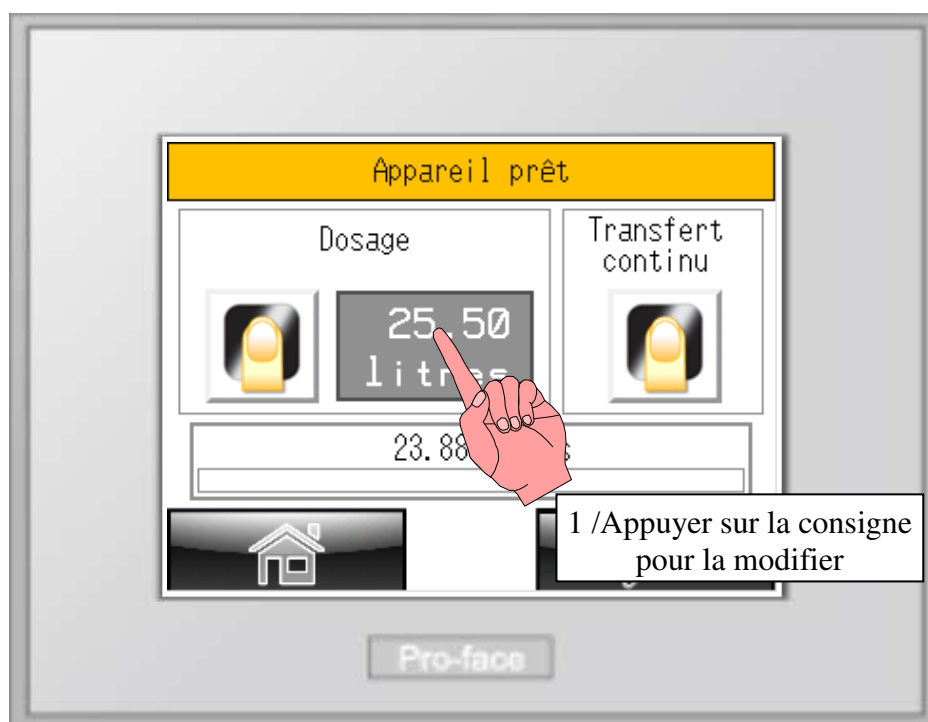 Appareil prêt
Dosage
Transfert
continu
25.50
litres
23.88
1 /Appuyer sur la consigne
pour la modifier
Pro-face